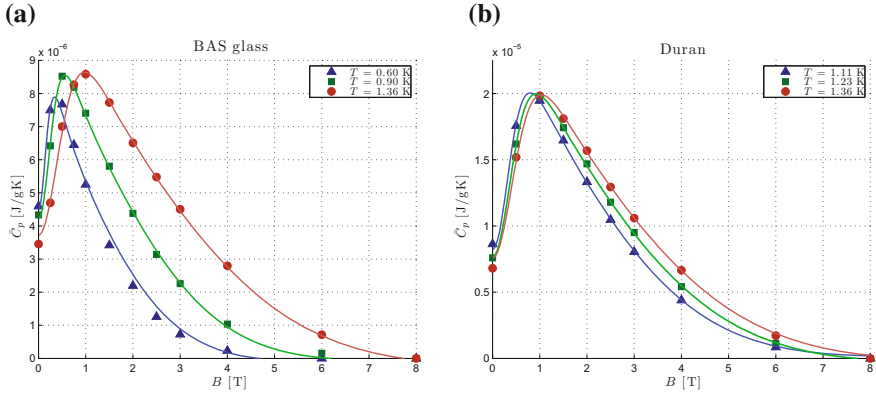 (a)
BAS glass
x 10⁻⁶
9
8
7
6
5
4
3
2
1
0
C̄ₚ [J/gK]
T = 0.60 K
T = 0.90 K
T = 1.36 K
0 1 2 3 4 5 6 7 8
B [T]
(b)
Duran
x 10⁻⁵
2
1.5
1
0.5
0
C̄ₚ [J/gK]
T = 1.11 K
T = 1.23 K
T = 1.36 K
0 1 2 3 4 5 6 7 8
B [T]